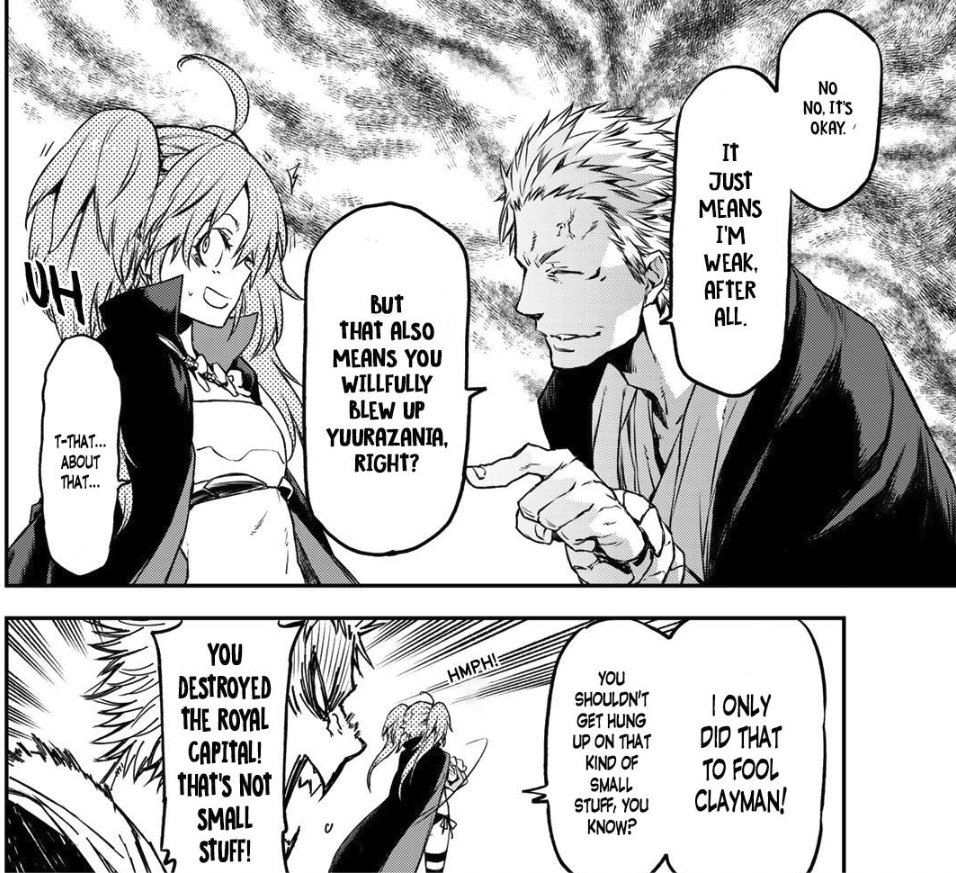 NO
NO, IT'S
OKAY.
IT
JUST
MEANS
I'M
WEAK,
AFTER
ALL.
BUT
THAT ALSO
MEANS YOU
WILLFULLY
BLEW UP
YUURAZANIA,
RIGHT?
UH
T-THAT...
ABOUT
THAT...
I ONLY
DID THAT
TO FOOL
CLAYMAN!
YOU
SHOULDN'T
GET HUNG
UP ON THAT
KIND OF
SMALL
STUFF, YOU
KNOW?
HMPH!
YOU
DESTROYED
THE ROYAL
CAPITAL!
THAT'S NOT
SMALL
STUFF!